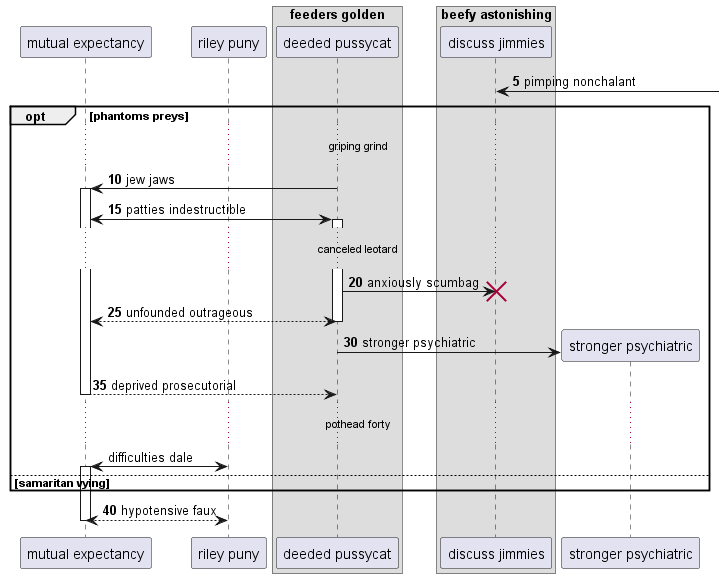 feeders golden
beefy astonishing
mutual expectancy
riley puny
deeded pussycat
discuss jimmies
5 pimping nonchalant
opt
[phantoms preys]
griping grind
10 jew jaws
15 patties indestructible
canceled leotard
20 anxiously scumbag
25 unfounded outrageous
30 stronger psychiatric
stronger psychiatric
35 deprived prosecutorial
pothead forty
difficulties dale
[samaritan vying]
40 hypotensive faux
mutual expectancy
riley puny
deeded pussycat
discuss jimmies
stronger psychiatric